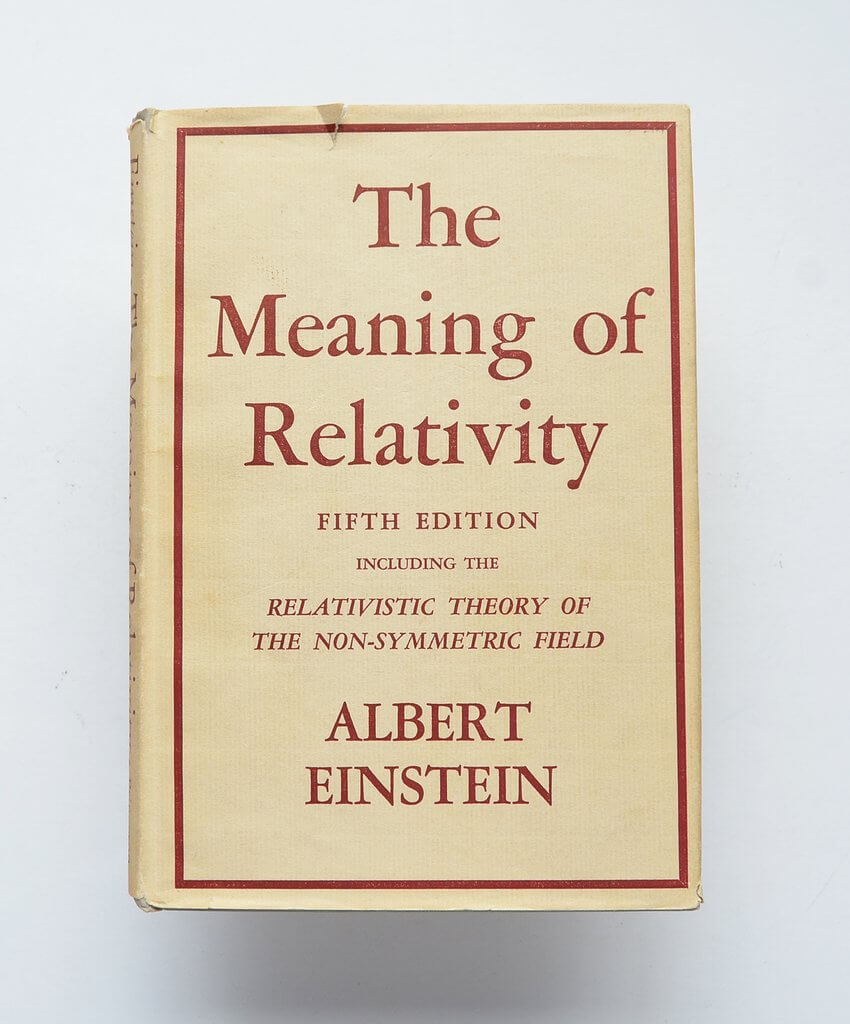 The
Meaning of
Relativity
FIFTH EDITION
INCLUDING THE
RELATIVISTIC THEORY OF
THE NON-SYMMETRIC FIELD
ALBERT
EINSTEIN